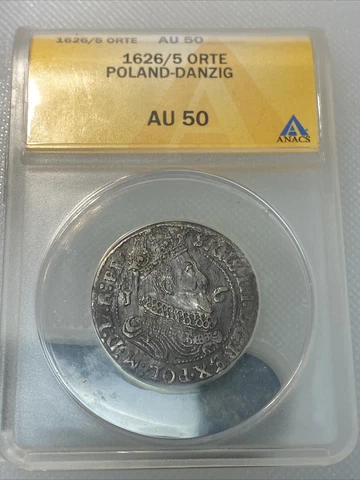 1626/5 ORTE AU 50
1626/5 ORTE
POLAND-DANZIG
AU 50
ANACS